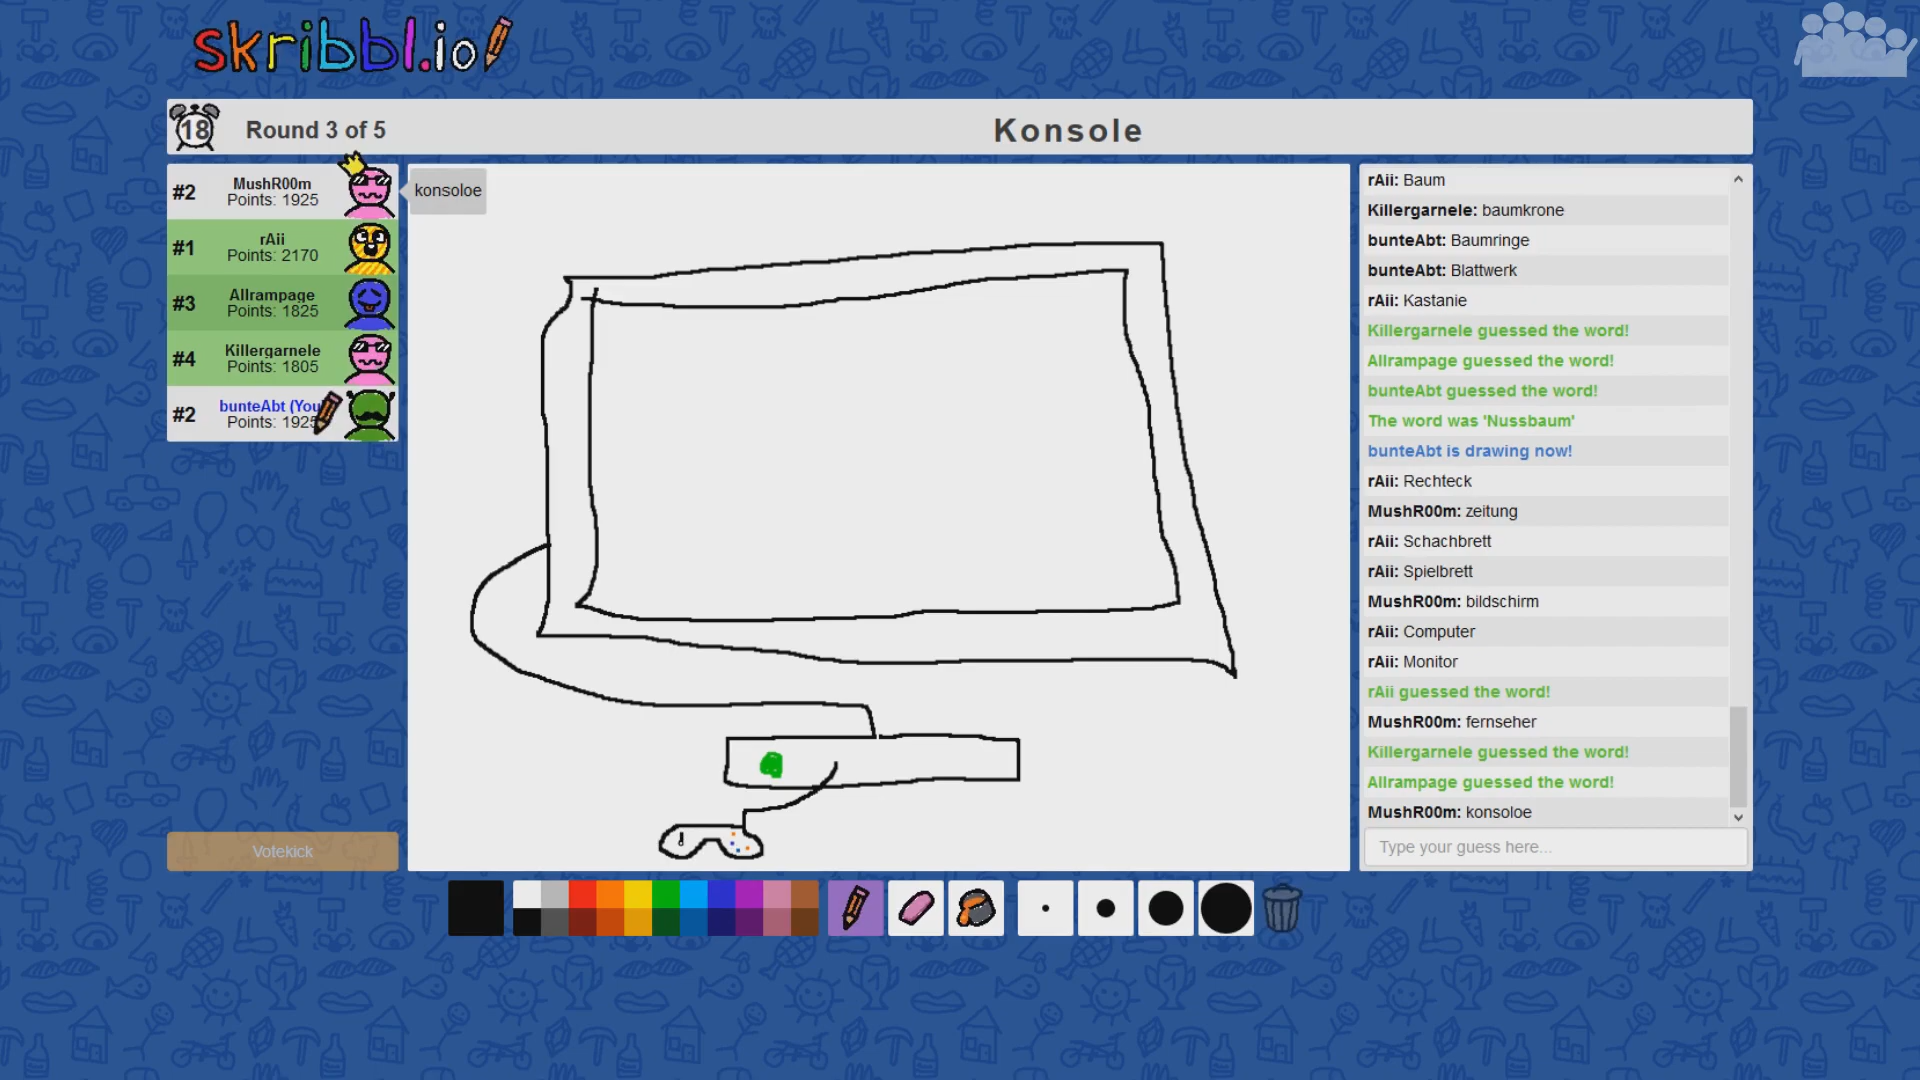 skribbl.io
18
Round 3 of 5
Konsole
#2
MushR00m
Points: 1925
#1
rAii
Points: 2170
#3
Allrampage
Points: 1825
#4
Killergarnele
Points: 1805
#2
bunteAbt (You
Points: 1925
Votekick
konsoloe
rAii: Baum
Killergarnele: baumkrone
bunteAbt: Baumringe
bunteAbt: Blattwerk
rAii: Kastanie
Killergarnele guessed the word!
Allrampage guessed the word!
bunteAbt guessed the word!
The word was 'Nussbaum'
bunteAbt is drawing now!
rAii: Rechteck
MushR00m: zeitung
rAii: Schachbrett
rAii: Spielbrett
MushR00m: bildschirm
rAii: Computer
rAii: Monitor
rAii guessed the word!
MushR00m: fernseher
Killergarnele guessed the word!
Allrampage guessed the word!
MushR00m: konsoloe
Type your guess here...